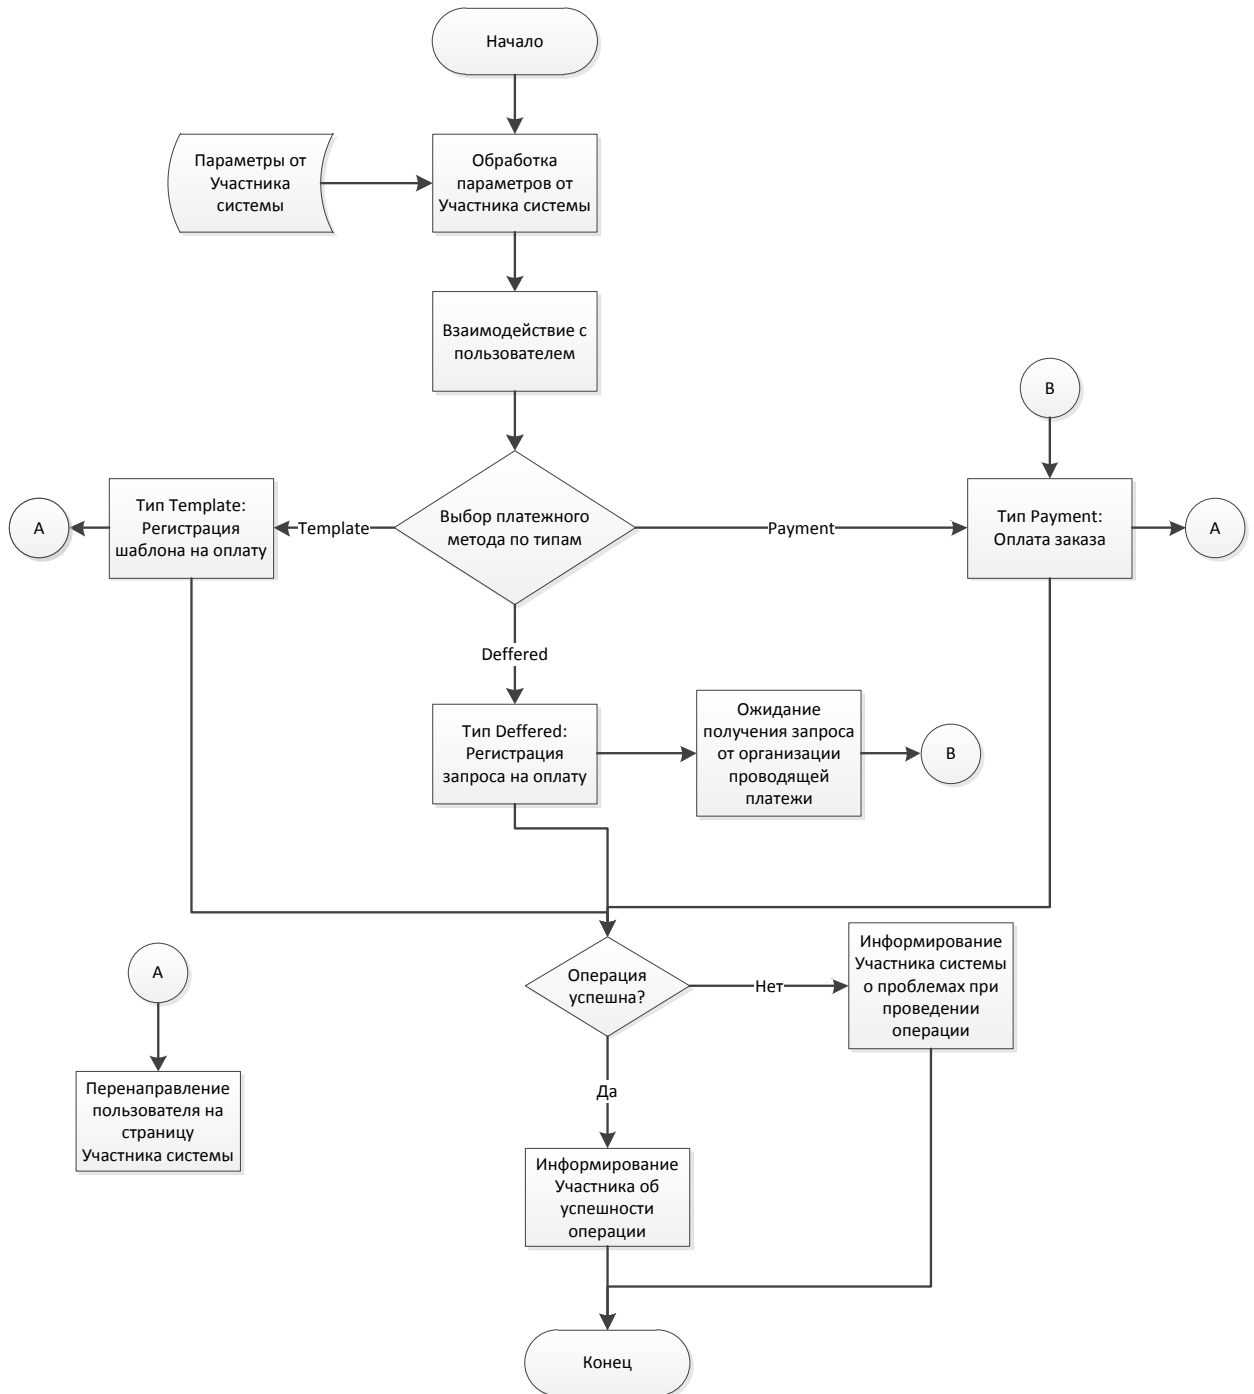 Начало
Параметры от
Участника
системы
Обработка
параметров от
Участника системы
Взаимодействие с
пользователем
B
A
Тип Template:
Регистрация
шаблона на оплату
Template
Выбор платежного
метода по типам
Payment
Тип Payment:
Оплата заказа
A
Deffered
Тип Deffered:
Регистрация
запроса на оплату
Ожидание
получения запроса
от организации
проводящей
платежи
B
A
Операция
успешна?
Нет
Информирование
Участника системы
о проблемах при
проведении
операции
Перенаправление
пользователя на
страницу
Участника системы
Да
Информирование
Участника об
успешности
операции
Конец